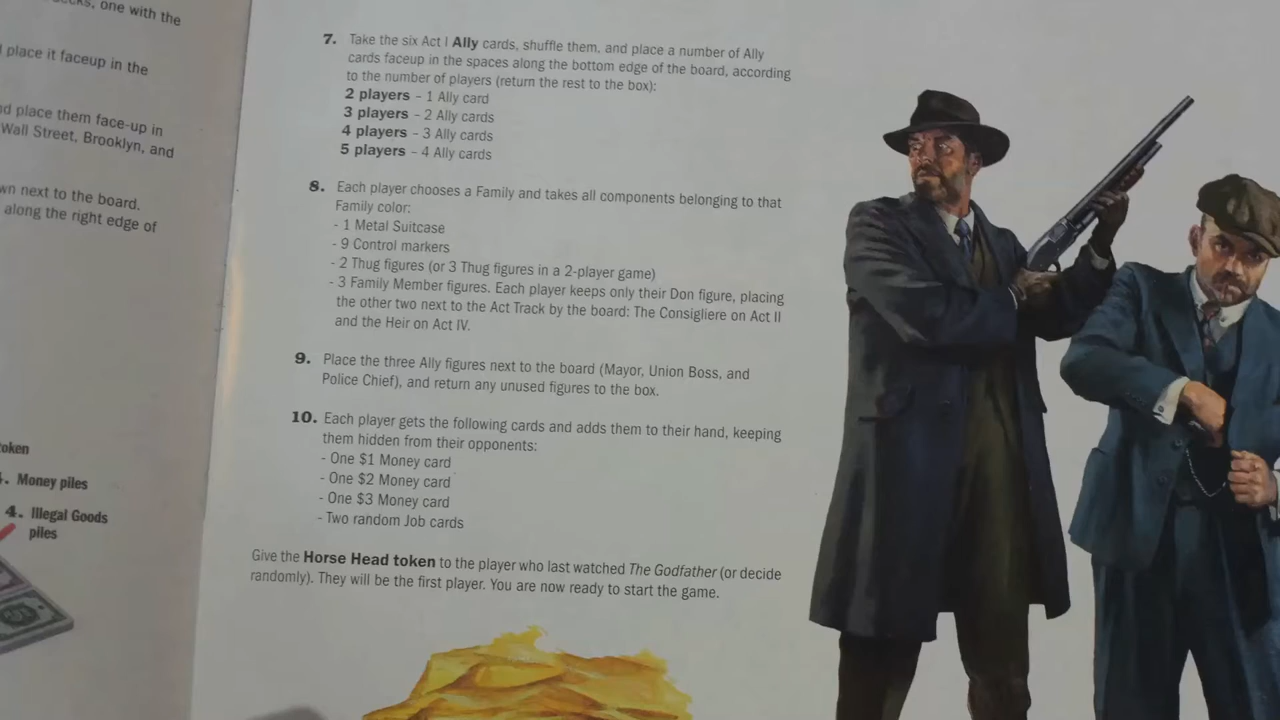 one with the
place it faceup in the
place them face-up in
Wall Street, Brooklyn, and
next to the board.
along the right edge of
Money piles
4. Illegal Goods
piles
7. Take the six Act I Ally cards, shuffle them, and place a number of Ally
cards faceup in the spaces along the bottom edge of the board, according
to the number of players (return the rest to the box):
2 players - 1 Ally card
3 players - 2 Ally cards
4 players - 3 Ally cards
5 players - 4 Ally cards
8. Each player chooses a Family and takes all components belonging to that
Family color:
- 1 Metal Suitcase
- 9 Control markers
- 2 Thug figures (or 3 Thug figures in a 2-player game)
- 3 Family Member figures. Each player keeps only their Don figure, placing
the other two next to the Act Track by the board: The Consigliere on Act II
and the Heir on Act IV.
9. Place the three Ally figures next to the board (Mayor, Union Boss, and
Police Chief), and return any unused figures to the box.
10. Each player gets the following cards and adds them to their hand, keeping
them hidden from their opponents:
- One $1 Money card
- One $2 Money card
- One $3 Money card
- Two random Job cards
Give the Horse Head token to the player who last watched The Godfather (or decide
randomly). They will be the first player. You are now ready to start the game.